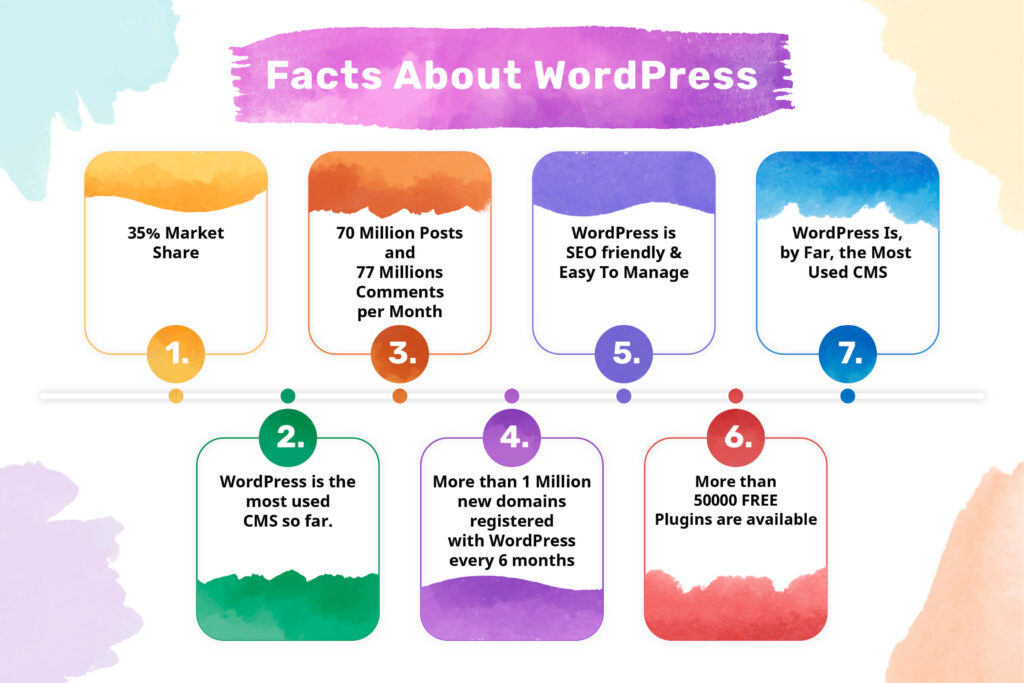 Facts About WordPress
35% Market
Share
1.
WordPress is the
most used
CMS so far.
2.
70 Million Posts
and
77 Millions
Comments
per Month
3.
More than 1 Million
new domains
registered
with WordPress
every 6 months
4.
WordPress is
SEO friendly &
Easy To Manage
5.
More than
50000 FREE
Plugins are available
6.
WordPress Is,
by Far, the Most
Used CMS
7.